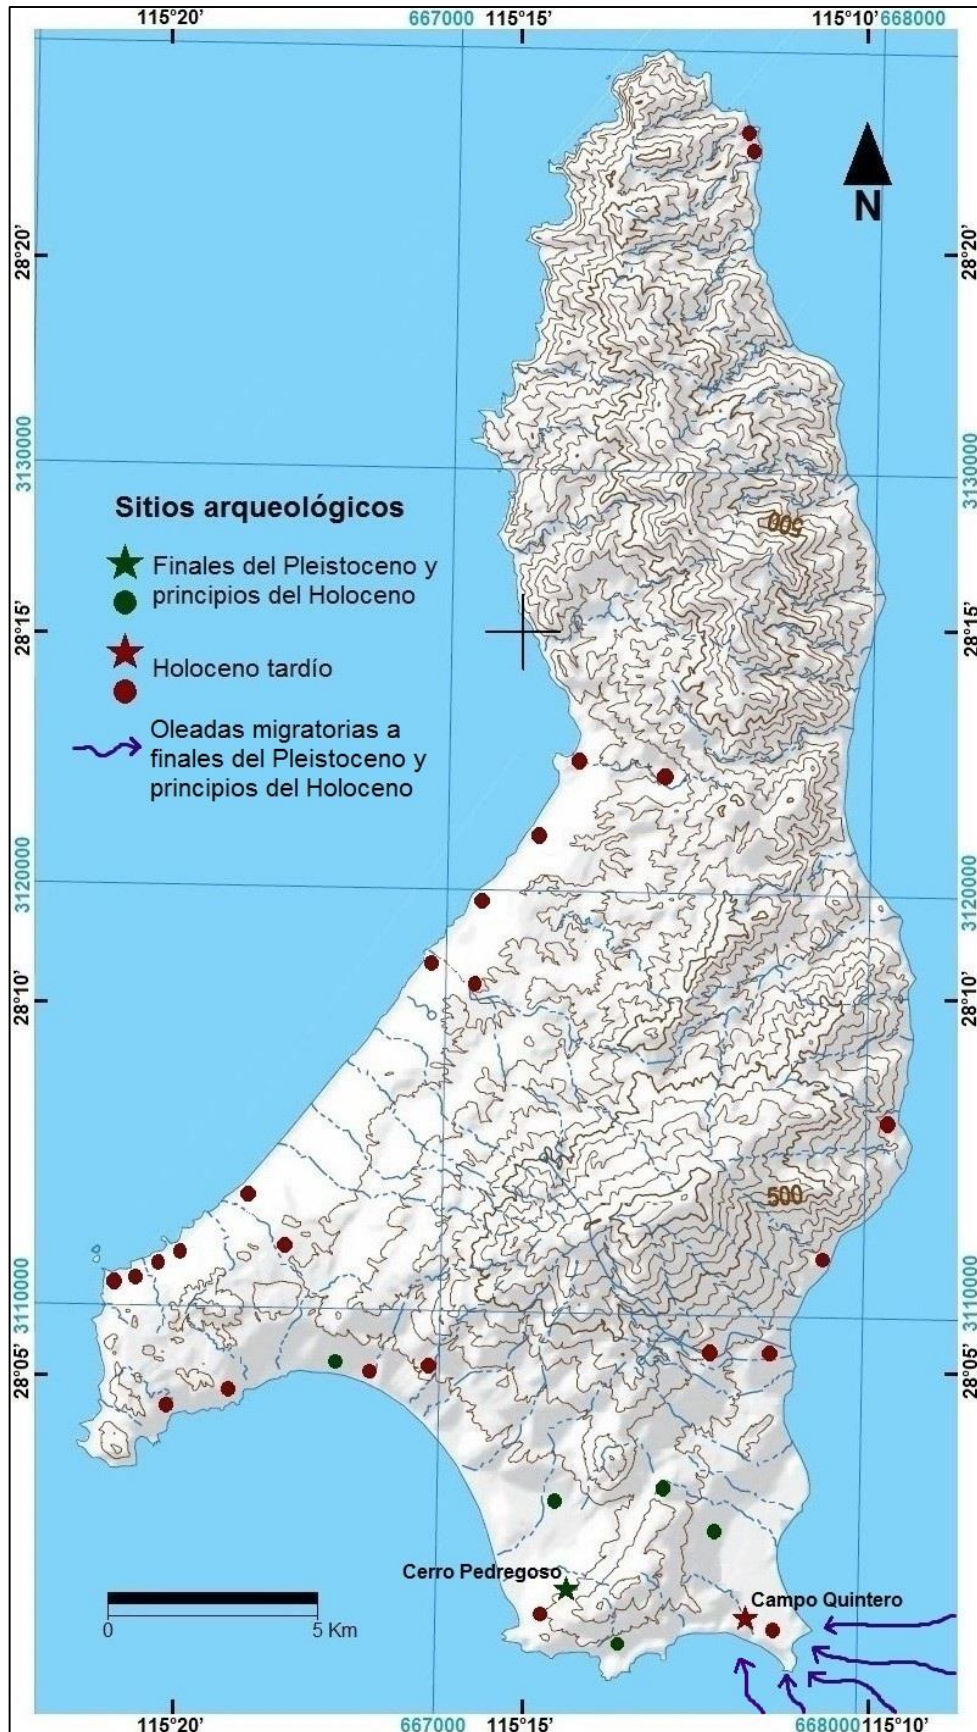 115°20'
667000
115°15'
115°10'
668000
N
28°20'
28°20'
3130000
3130000
500
Sitios arqueológicos
Finales del Pleistoceno y
principios del Holoceno
Holoceno tardío
Oleadas migratorias a
finales del Pleistoceno y
principios del Holoceno
28°15'
28°15'
3120000
3120000
28°10'
28°10'
500
3110000
3110000
28°05'
28°05'
Cerro Pedregoso
Campo Quintero
0
5 Km
115°20'
667000
115°15'
668000
115°10'